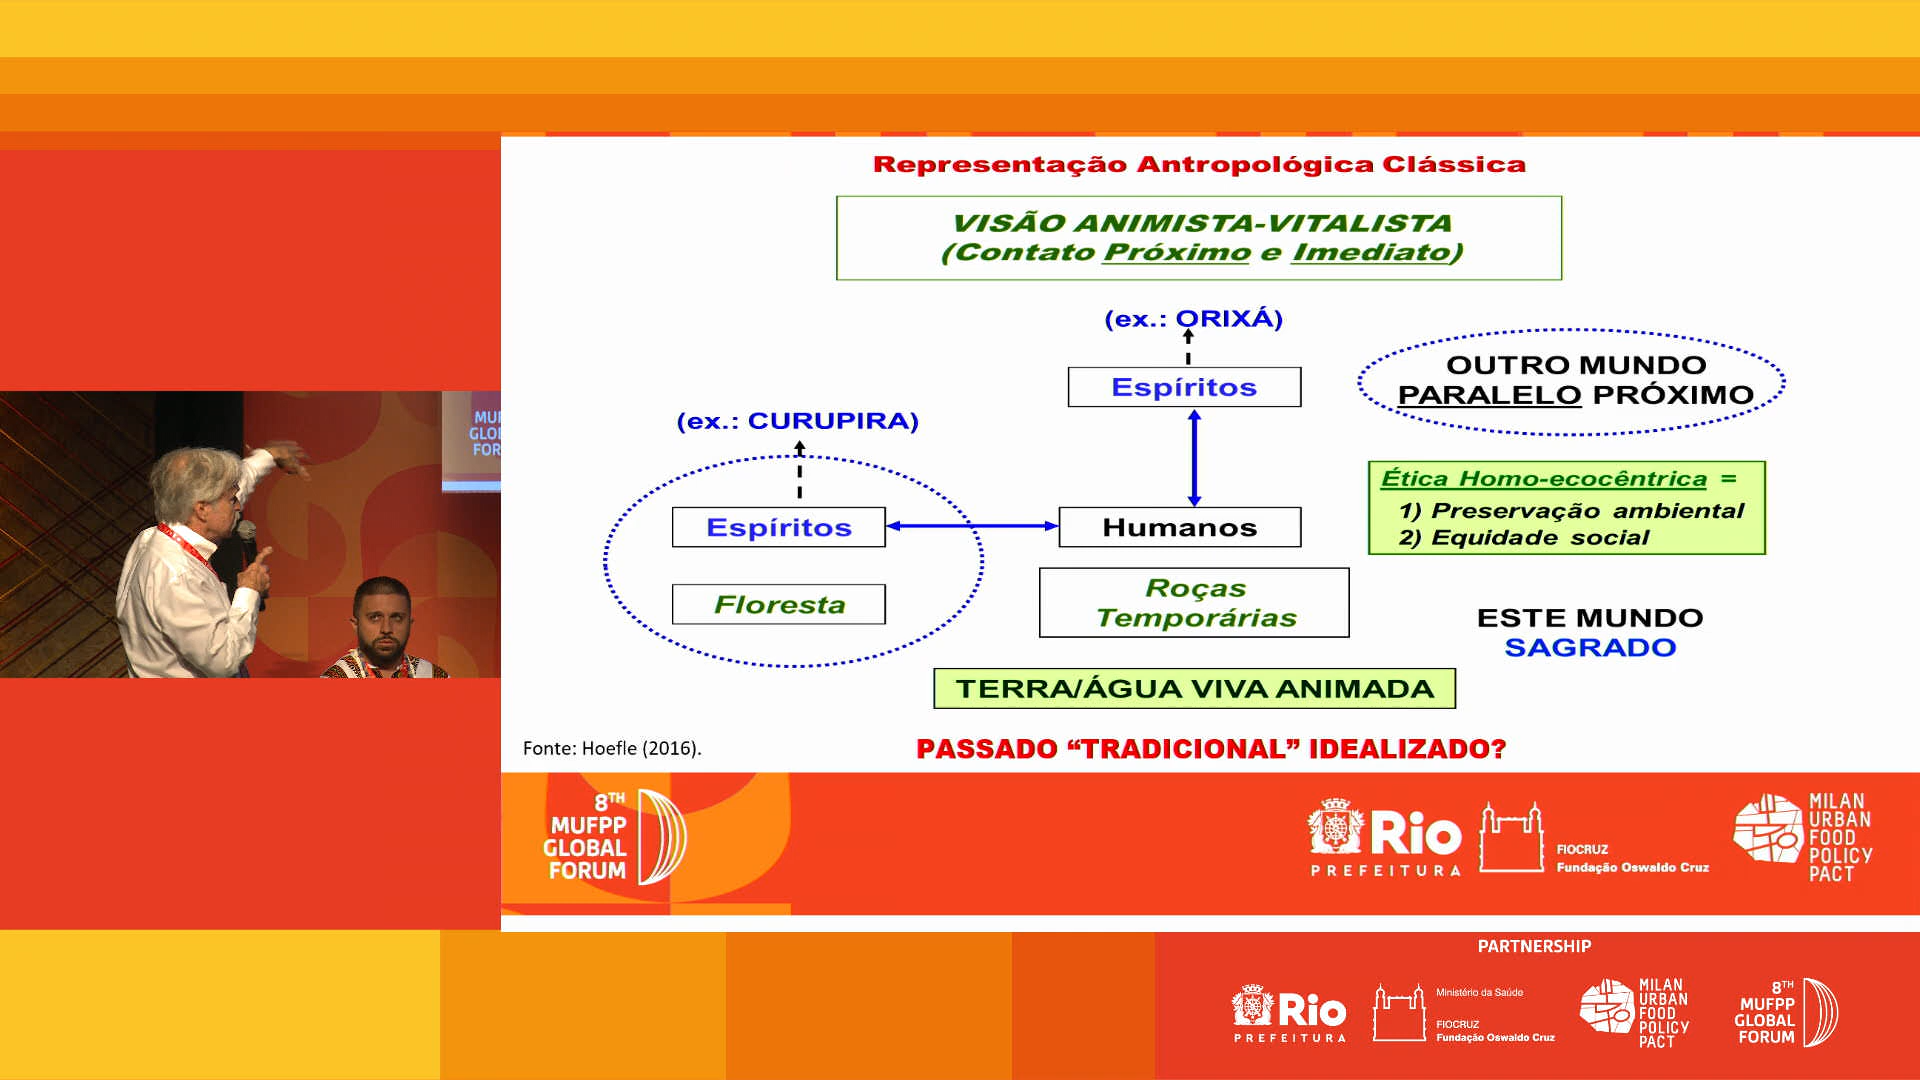 Representação Antropológica Clássica
VISÃO ANIMISTA-VITALISTA
(Contato Próximo e Imediato)
(ex.: ORIXÁ)
Espíritos
OUTRO MUNDO
PARALELO PRÓXIMO
(ex.: CURUPIRA)
Espíritos
Humanos
Ética Homo-ecocêntrica =
1) Preservação ambiental
2) Equidade social
Floresta
Roças
Temporárias
ESTE MUNDO
SAGRADO
TERRA/ÁGUA VIVA ANIMADA
Fonte: Hoefle (2016).
PASSADO “TRADICIONAL” IDEALIZADO?
MUF
GLO
FOR
8TH
MUFPP
GLOBAL
FORUM
Rio
PREFEITURA
FIOCRUZ
Fundação Oswaldo Cruz
MILAN
URBAN
FOOD
POLICY
PACT
PARTNERSHIP
Rio
PREFEITURA
Ministério da Saúde
FIOCRUZ
Fundação Oswaldo Cruz
MILAN
URBAN
FOOD
POLICY
PACT
8TH
MUFPP
GLOBAL
FORUM